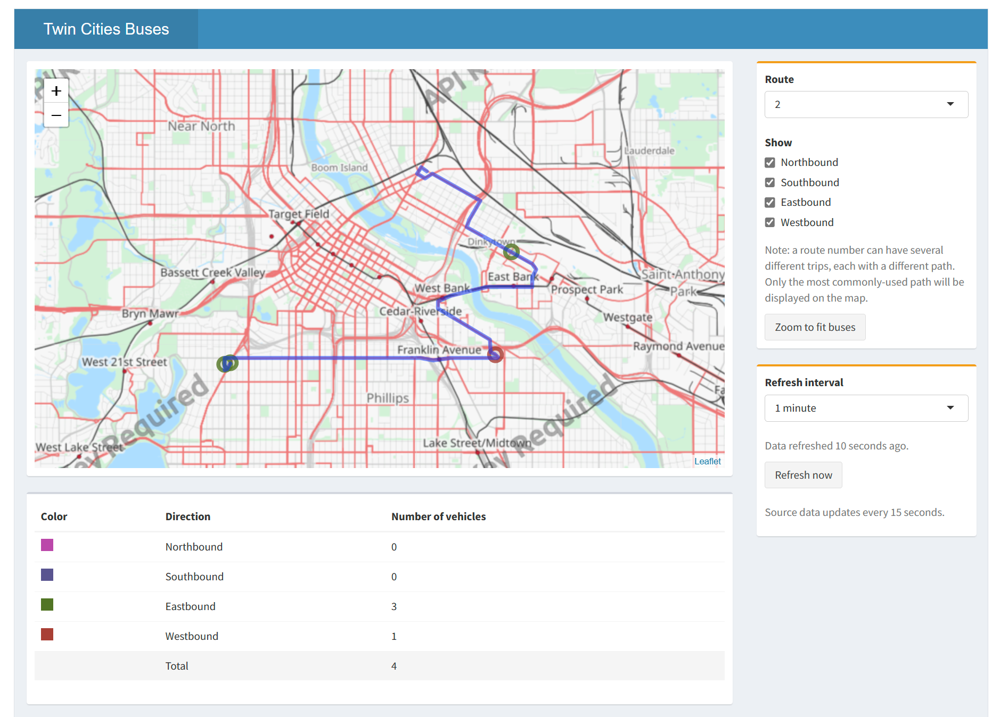 Twin Cities Buses
+
−
API K
API K
Near North
Lauderdale
Boom Island
Target Field
Dinkytown
Bassett Creek Valley
East Bank
Saint-Anthony
Park
West Bank
Prospect Park
Cedar-Riverside
Bryn Mawr
Westgate
Franklin Avenue
Raymond Avenue
West 21st Street
Phillips
Fa
ey Required
ey Required
West Lake Street
Lake Street/Midtown
Leaflet
Route
2
Show
Northbound
Southbound
Eastbound
Westbound
Note: a route number can have several
different trips, each with a different path.
Only the most commonly-used path will be
displayed on the map.
Zoom to fit buses
Refresh interval
1 minute
Data refreshed 10 seconds ago.
Refresh now
Source data updates every 15 seconds.
Color Direction Number of vehicles
Northbound 0
Southbound 0
Eastbound 3
Westbound 1
Total 4